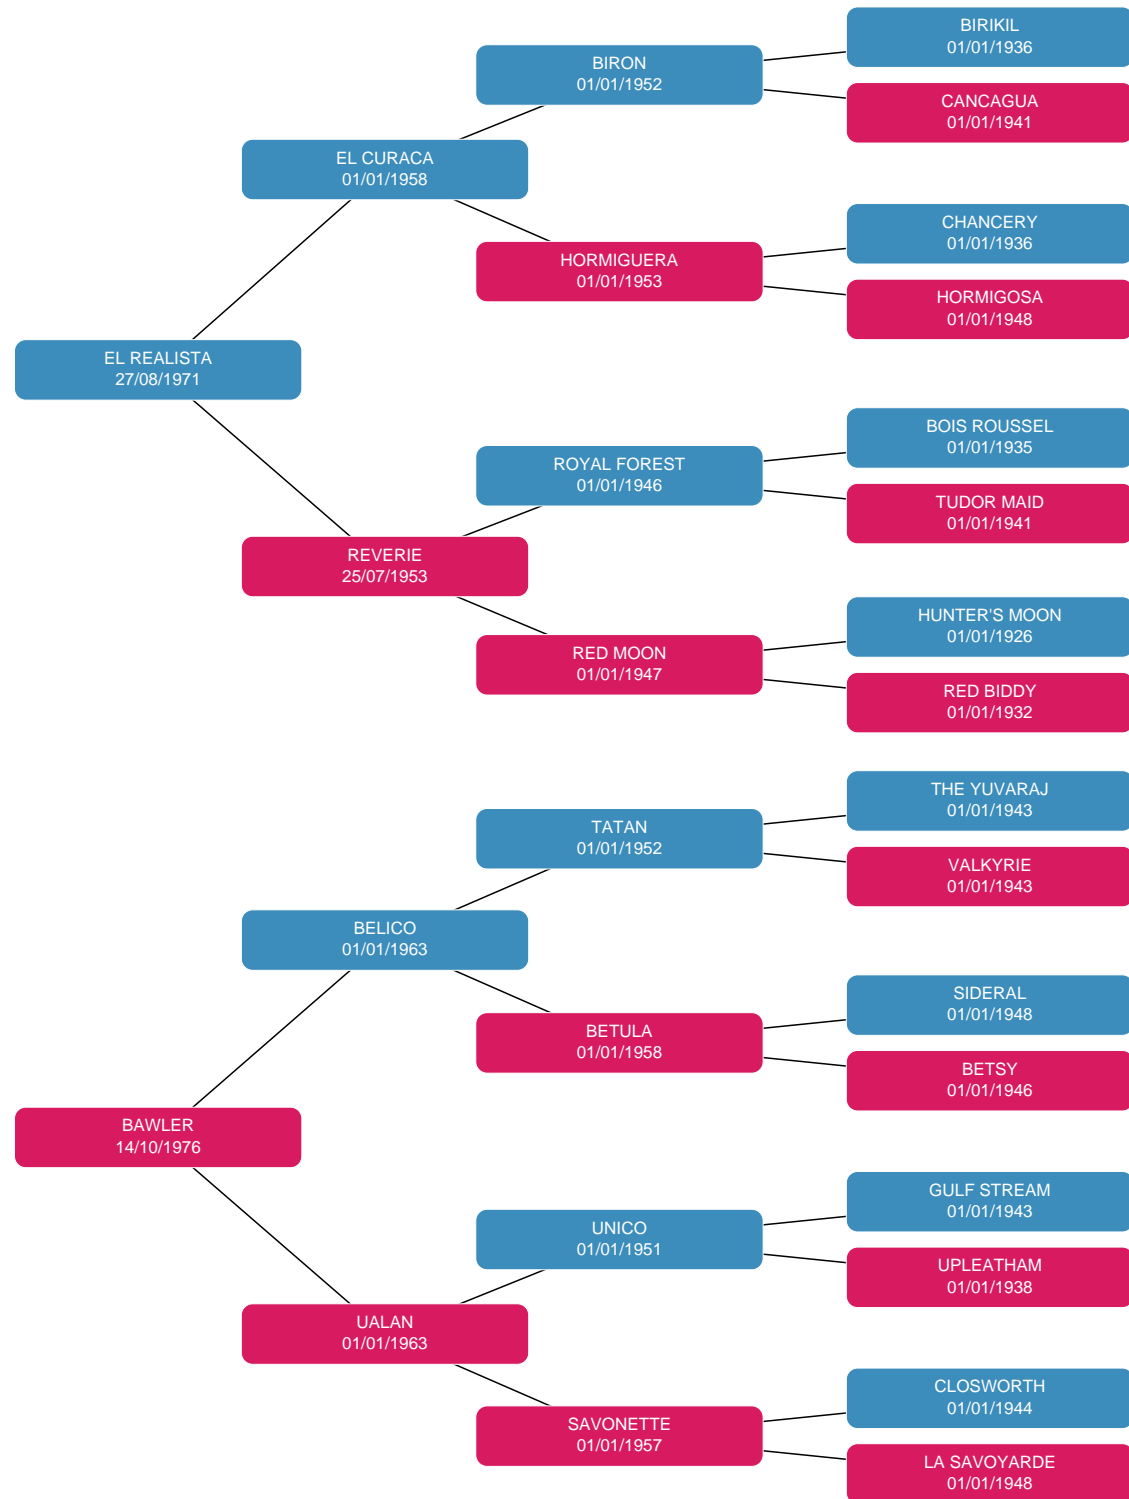 BIRIKIL
01/01/1936
BIRON
01/01/1952
CANCAGUA
01/01/1941
EL CURACA
01/01/1958
CHANCERY
01/01/1936
HORMIGUERA
01/01/1953
HORMIGOSA
01/01/1948
EL REALISTA
27/08/1971
BOIS ROUSSEL
01/01/1935
ROYAL FOREST
01/01/1946
TUDOR MAID
01/01/1941
REVERIE
25/07/1953
HUNTER'S MOON
01/01/1926
RED MOON
01/01/1947
RED BIDDY
01/01/1932
THE YUVARAJ
01/01/1943
TATAN
01/01/1952
VALKYRIE
01/01/1943
BELICO
01/01/1963
SIDERAL
01/01/1948
BETULA
01/01/1958
BETSY
01/01/1946
BAWLER
14/10/1976
GULF STREAM
01/01/1943
UNICO
01/01/1951
UPLEATHAM
01/01/1938
UALAN
01/01/1963
CLOSWORTH
01/01/1944
SAVONETTE
01/01/1957
LA SAVOYARDE
01/01/1948